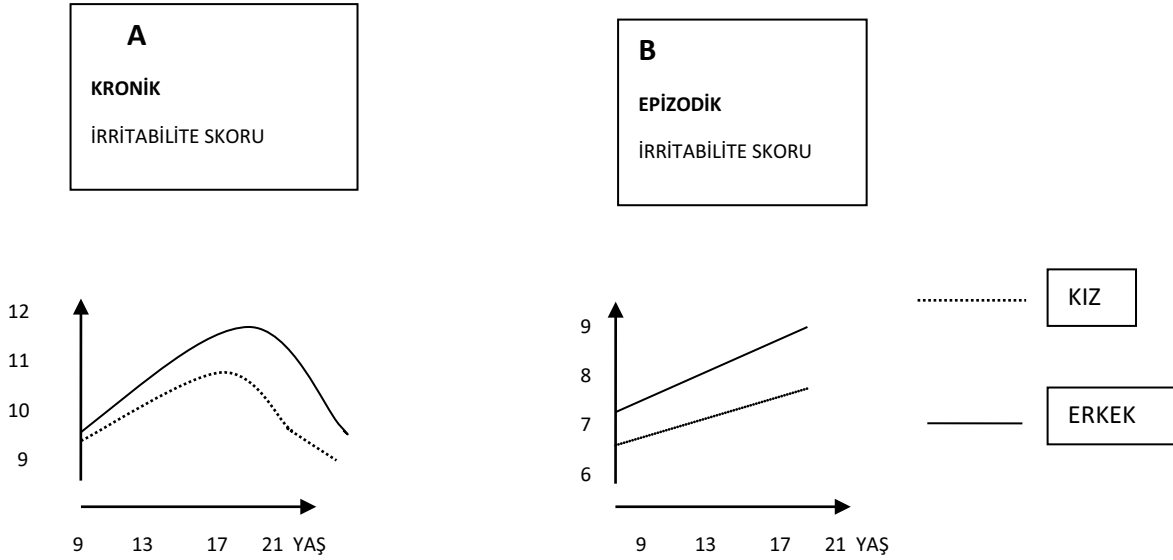 A
KRONİK
İRRİTABİLİTE SKORU
B
EPİZODİK
İRRİTABİLİTE SKORU
12
11
10
9
9 13 17 21 YAŞ
9
8
7
6
9 13 17 21 YAŞ
KIZ
ERKEK